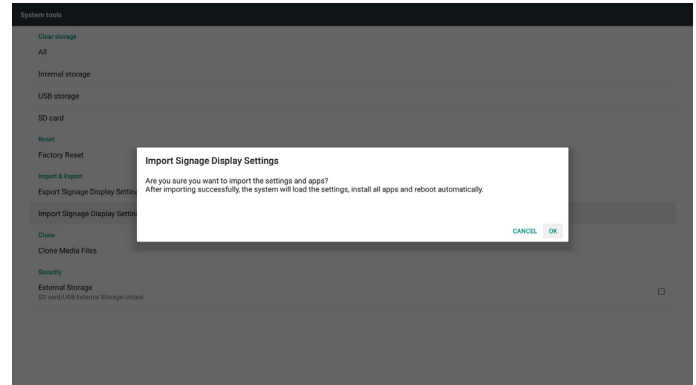 System tools
Clear storage
All
Internal storage
USB storage
SD card
Reset
Factory Reset
Import & Export
Export Signage Display Settin
Import Signage Display Settin
Clone
Clone Media Files
Security
External Storage
SD card/USB External Storage Unlock
Import Signage Display Settings
Are you sure you want to import the settings and apps?
After importing successfully, the system will load the settings, install all apps and reboot automatically.
CANCEL OK